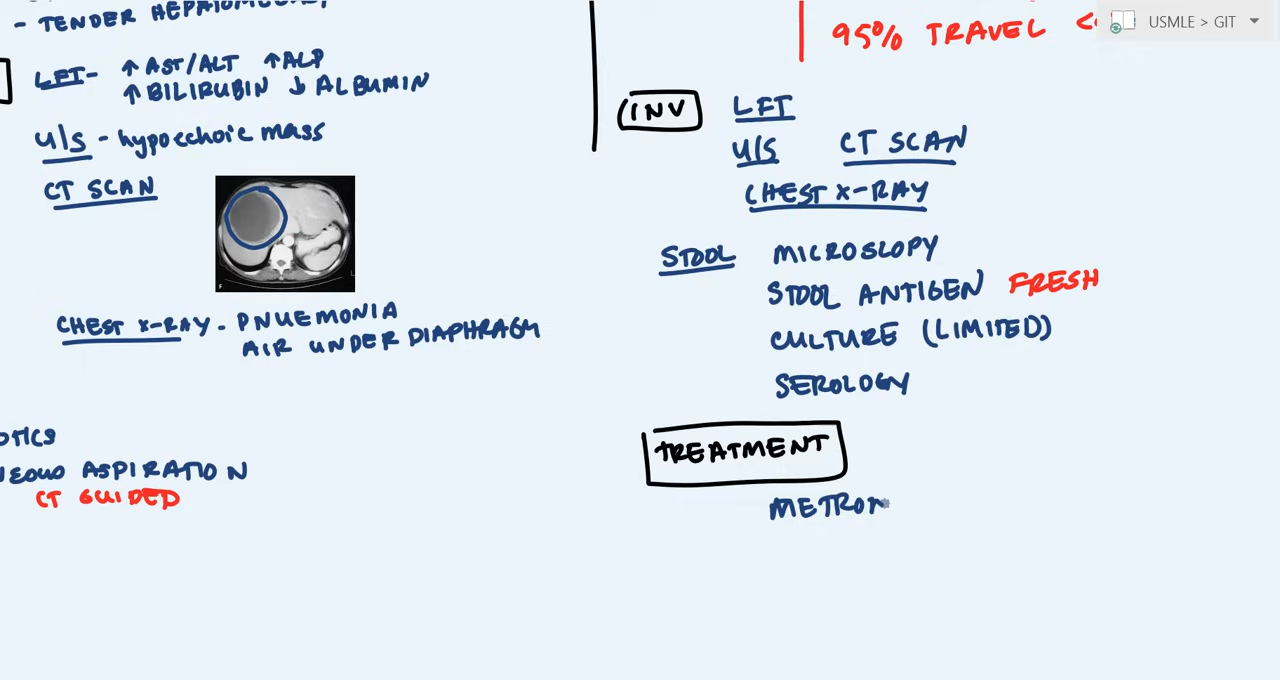 - TENDER
LFT- ↑ AST/ALT ↑ALP
↑ BILIRUBIN ↓ ALBUMIN
U/S - hypoechoic mass
CT SCAN
CHEST X-RAY - PNUEMONIA
AIR UNDER DIAPHRAGM
OTICS
NEOUS ASPIRATION
CT GUIDED
95% TRAVEL
USMLE > GIT
INV
LFT
U/S CT SCAN
CHEST X-RAY
STOOL MICROSLOPY
STOOL ANTIGEN FRESH
CULTURE (LIMITED)
SEROLOGY
TREATMENT
METRON